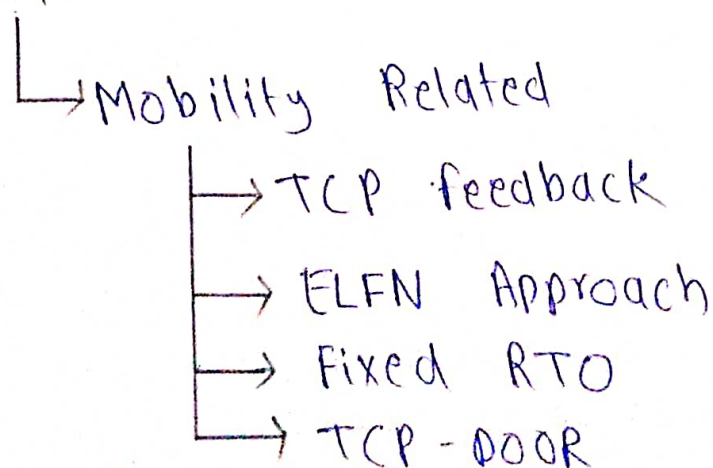 Mobility Related
TCP feedback
ELFN Approach
Fixed RTO
TCP - DOOR